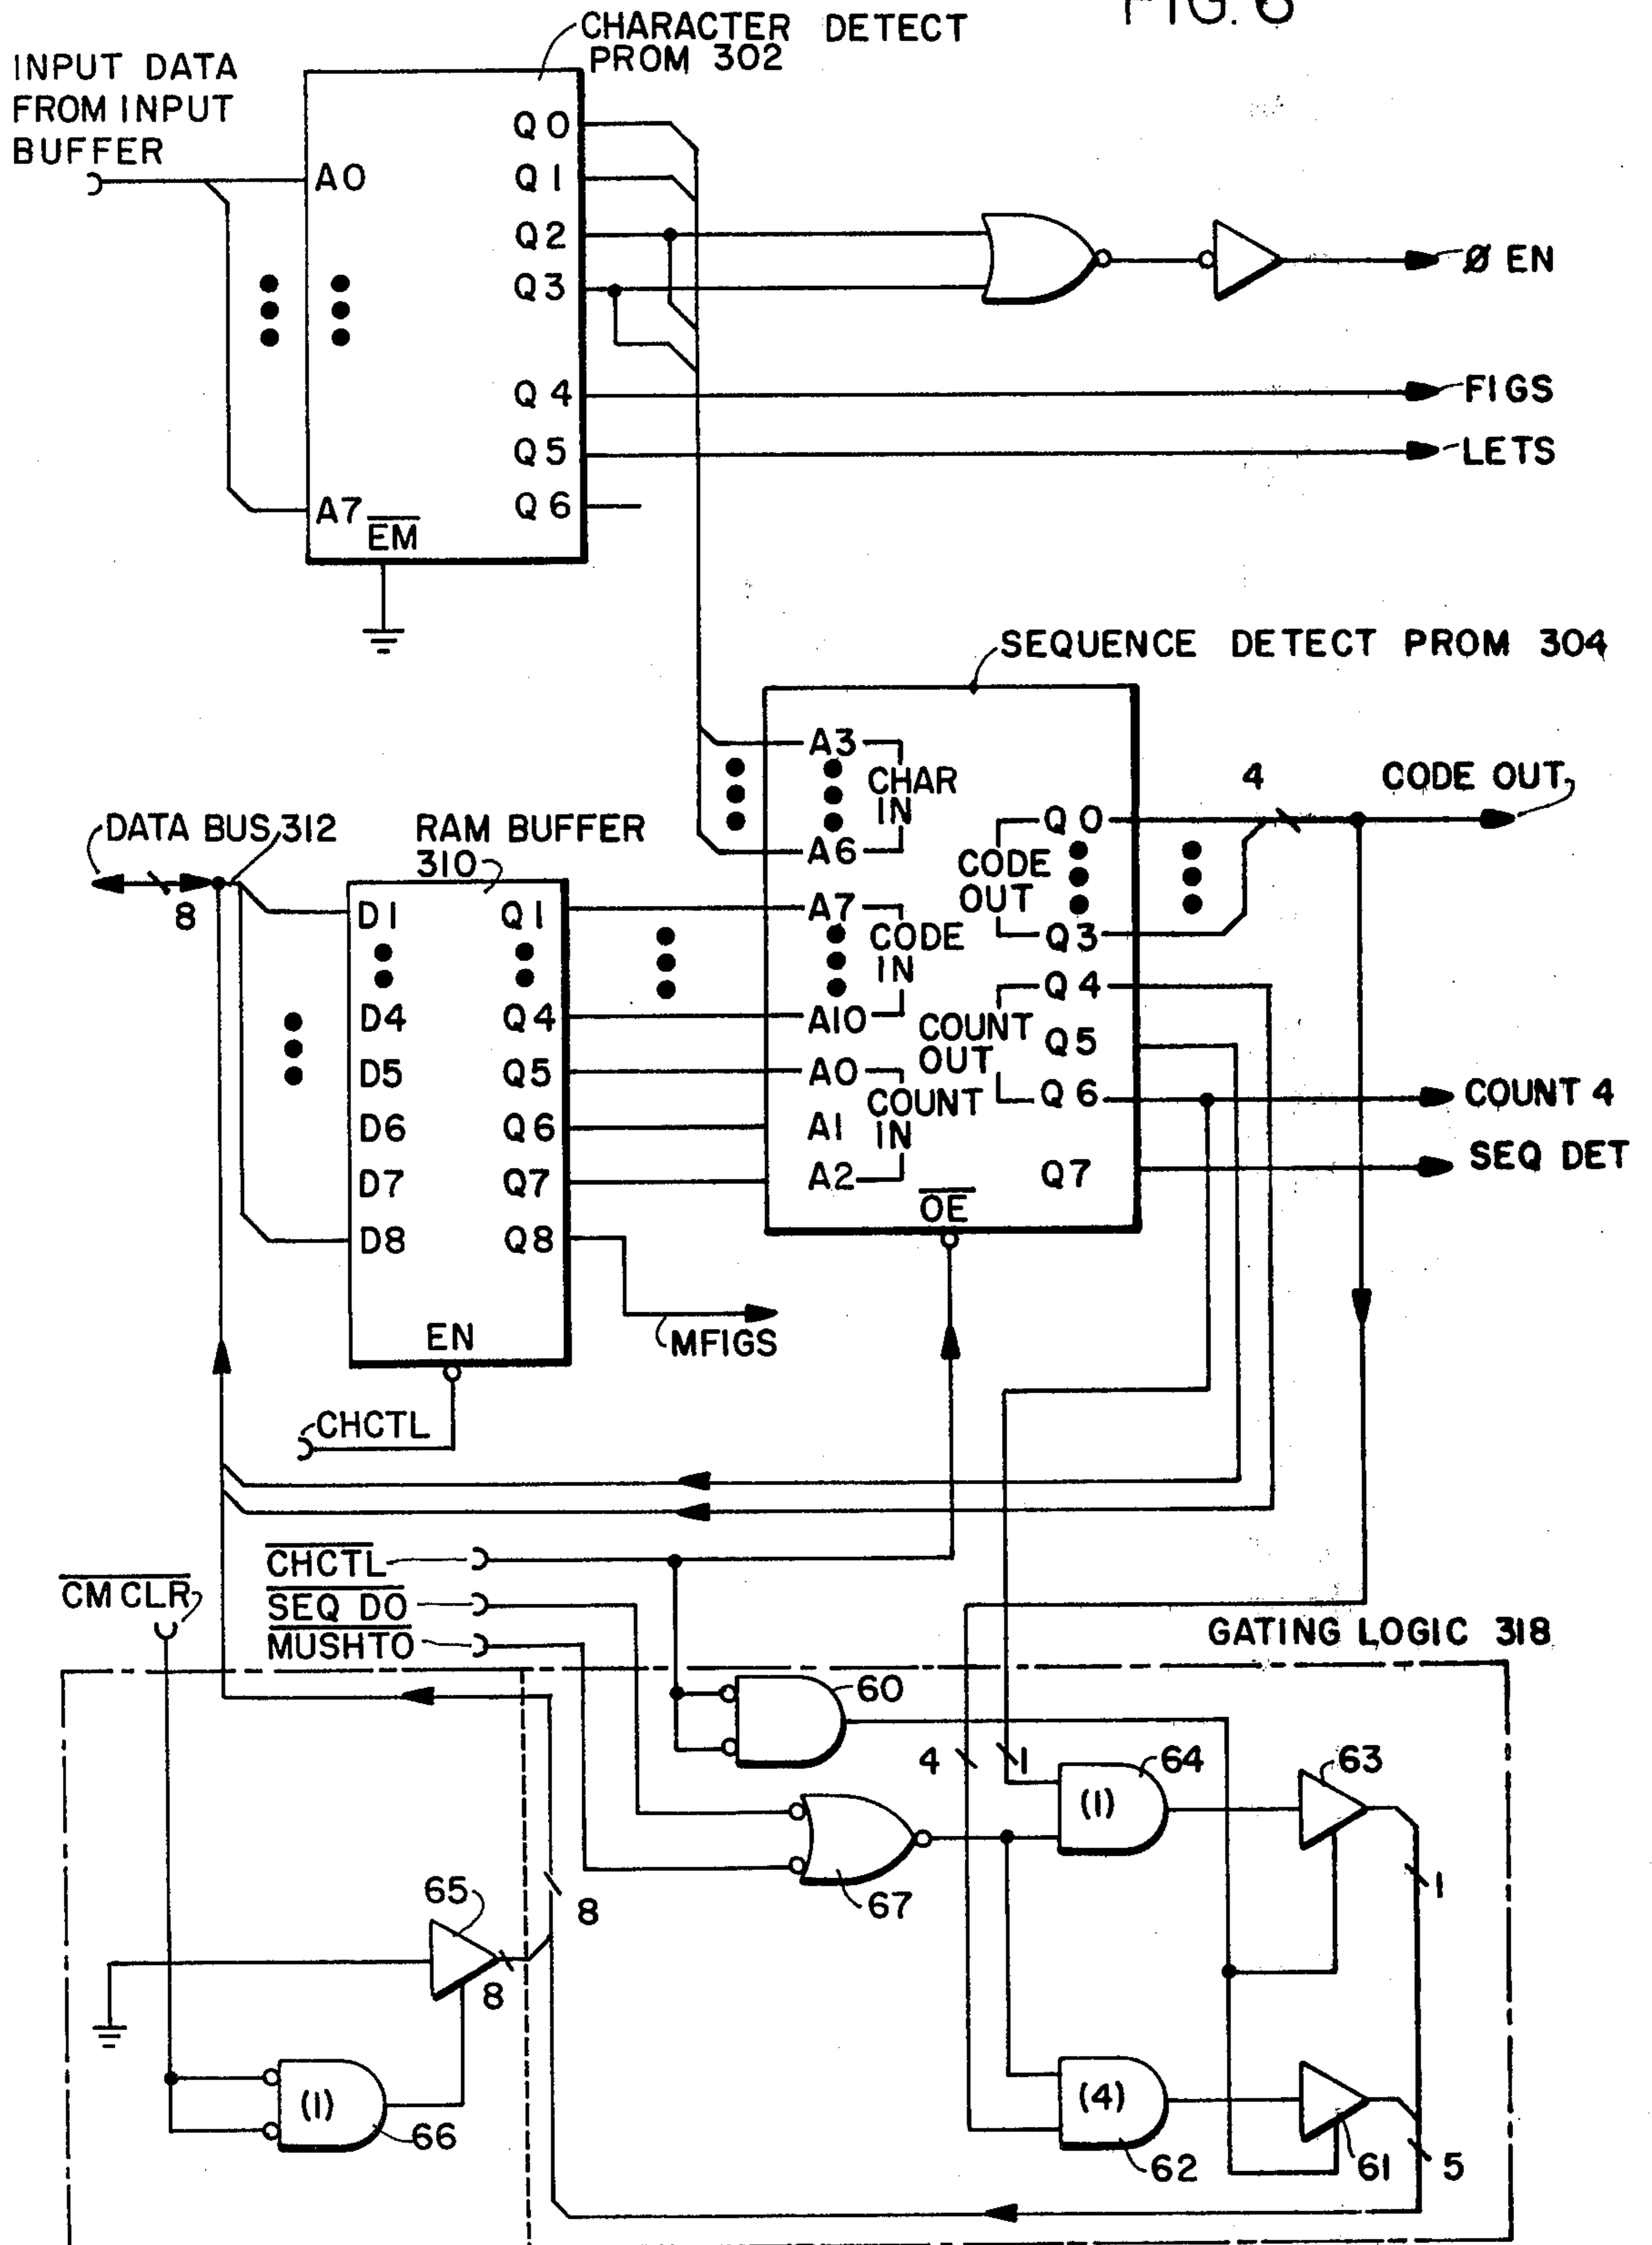 FIG. 6
CHARACTER DETECT
PROM 302
INPUT DATA
FROM INPUT
BUFFER
A0
A7
EM
Q0
Q1
Q2
Q3
Q4
Q5
Q6
Ø EN
FIGS
LETS
SEQUENCE DETECT PROM 304
A3
CHAR
IN
A6
A7
CODE
IN
A10
A0
COUNT
IN
A1
A2
OE
CODE
OUT
Q0
Q3
COUNT
OUT
Q4
Q5
Q6
Q7
4
CODE OUT
COUNT 4
SEQ DET
DATA BUS 312
8
RAM BUFFER
310
D1
D4
D5
D6
D7
D8
Q1
Q4
Q5
Q6
Q7
Q8
EN
MFIGS
CHCTL
CHCTL
SEQ DO
MUSHTO
CM CLR
GATING LOGIC 318
60
4
1
(1)
64
63
1
67
65
8
8
(1)
66
(4)
62
61
5